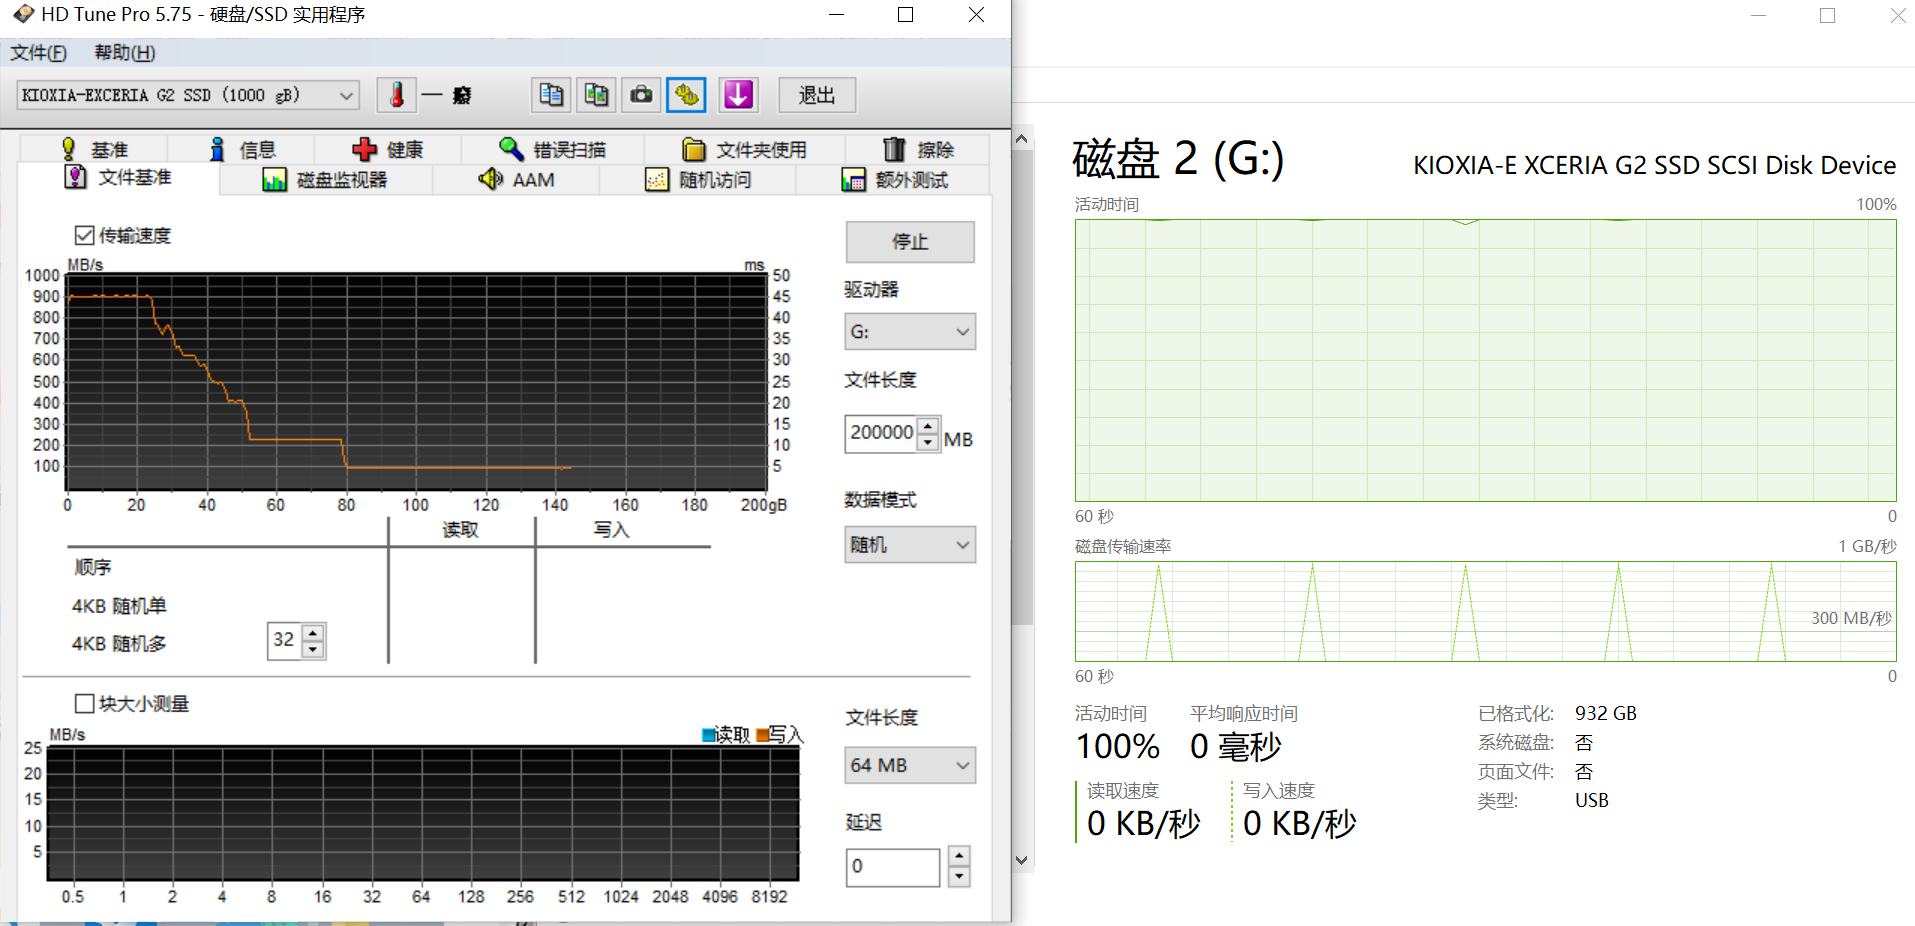 HD Tune Pro 5.75 - 硬盘/SSD 实用程序
文件(F) 帮助(H)
KIOXIA-EXCERIA G2 SSD (1000 gB)
退出
基准 信息 健康 错误扫描 文件夹使用 擦除
文件基准 磁盘监视器 AAM 随机访问 额外测试
传输速度
停止
MB/s ms
1000 50
900 45
800 40
700 35
600 30
500 25
400 20
300 15
200 10
100 5
0 20 40 60 80 100 120 140 160 180 200gB
驱动器
G:
文件长度
200000 MB
数据模式
随机
读取 写入
顺序
4KB 随机单
4KB 随机多 32
块大小测量
MB/s
读取 写入
25
20
15
10
5
0.5 1 2 4 8 16 32 64 128 256 512 1024 2048 4096 8192
文件长度
64 MB
延迟
0
磁盘 2 (G:)
KIOXIA-E XCERIA G2 SSD SCSI Disk Device
活动时间 100%
60 秒 0
磁盘传输速率 1 GB/秒
300 MB/秒
60 秒 0
活动时间 平均响应时间
100% 0 毫秒
读取速度 写入速度
0 KB/秒 0 KB/秒
已格式化: 932 GB
系统磁盘: 否
页面文件: 否
类型: USB